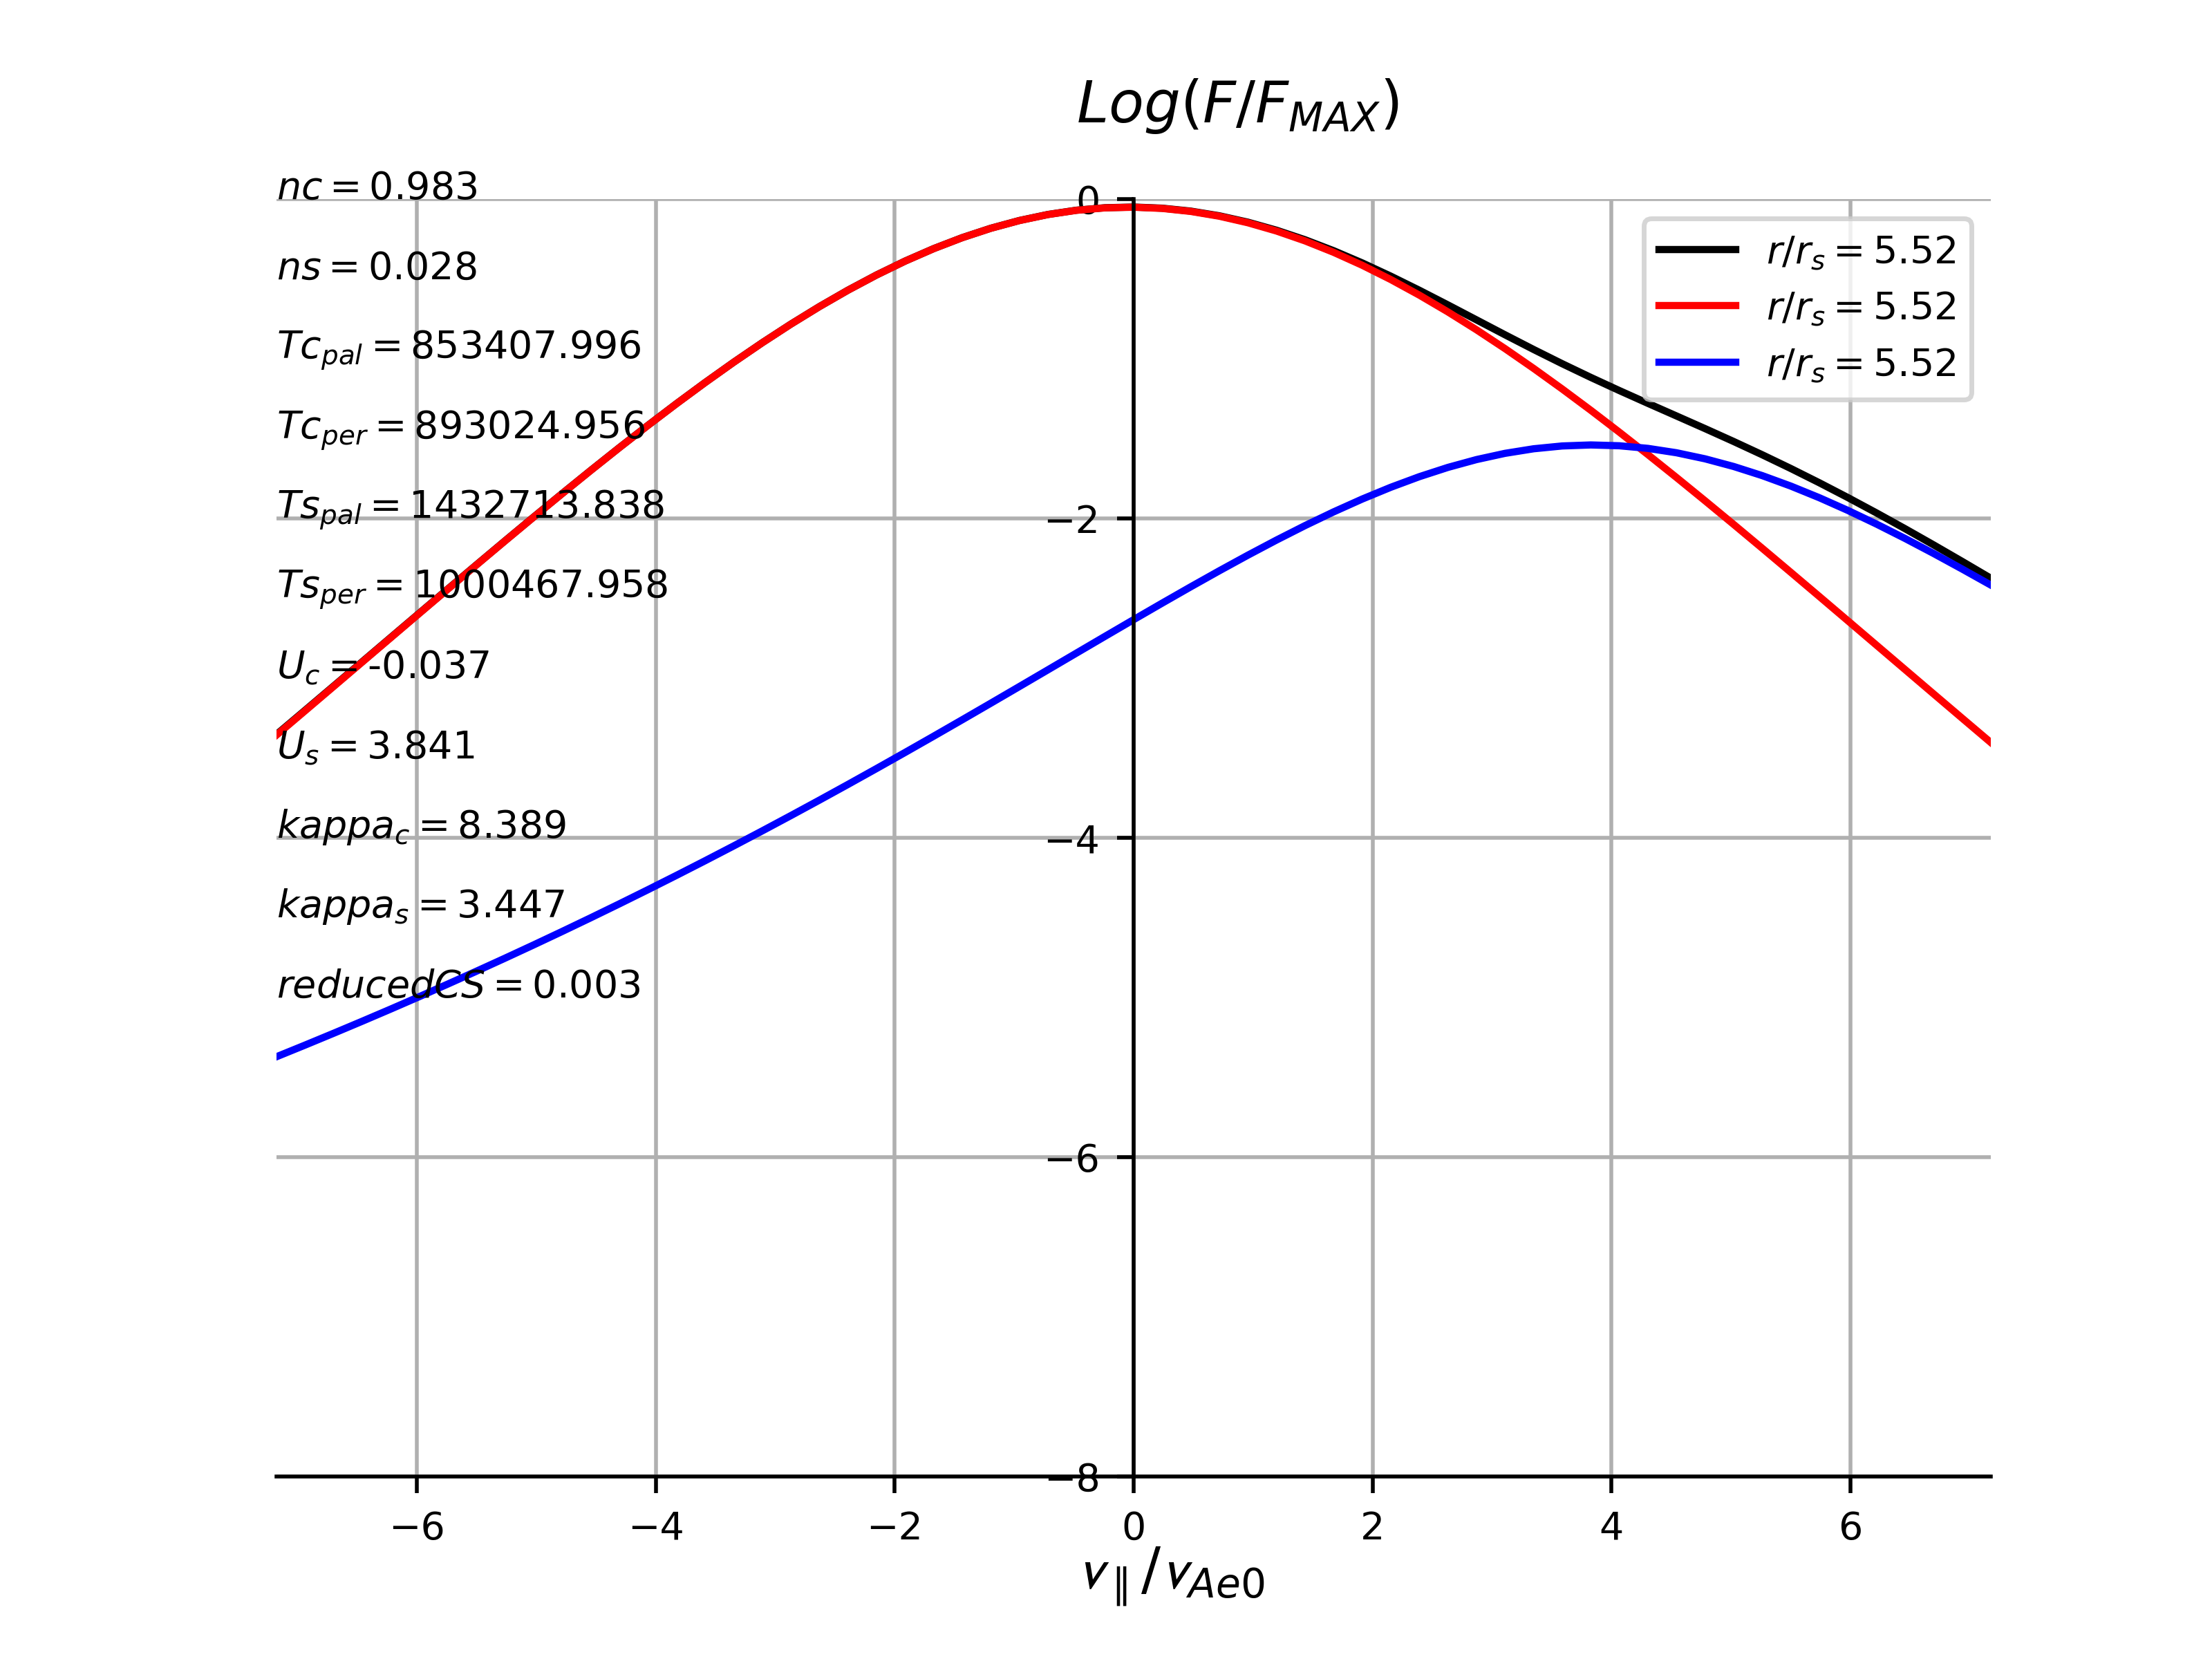 Log(F/F_MAX)
nc = 0.983
ns = 0.028
Tc_pal = 853407.996
Tc_per = 893024.956
Ts_pal = 1432713.838
Ts_per = 1000467.958
U_c = -0.037
U_s = 3.841
kappa_c = 8.389
kappa_s = 3.447
reducedCS = 0.003
r/r_s = 5.52
r/r_s = 5.52
r/r_s = 5.52
0
−2
−4
−6
−8
−6 −4 −2 0 2 4 6
v_∥/v_Ae0